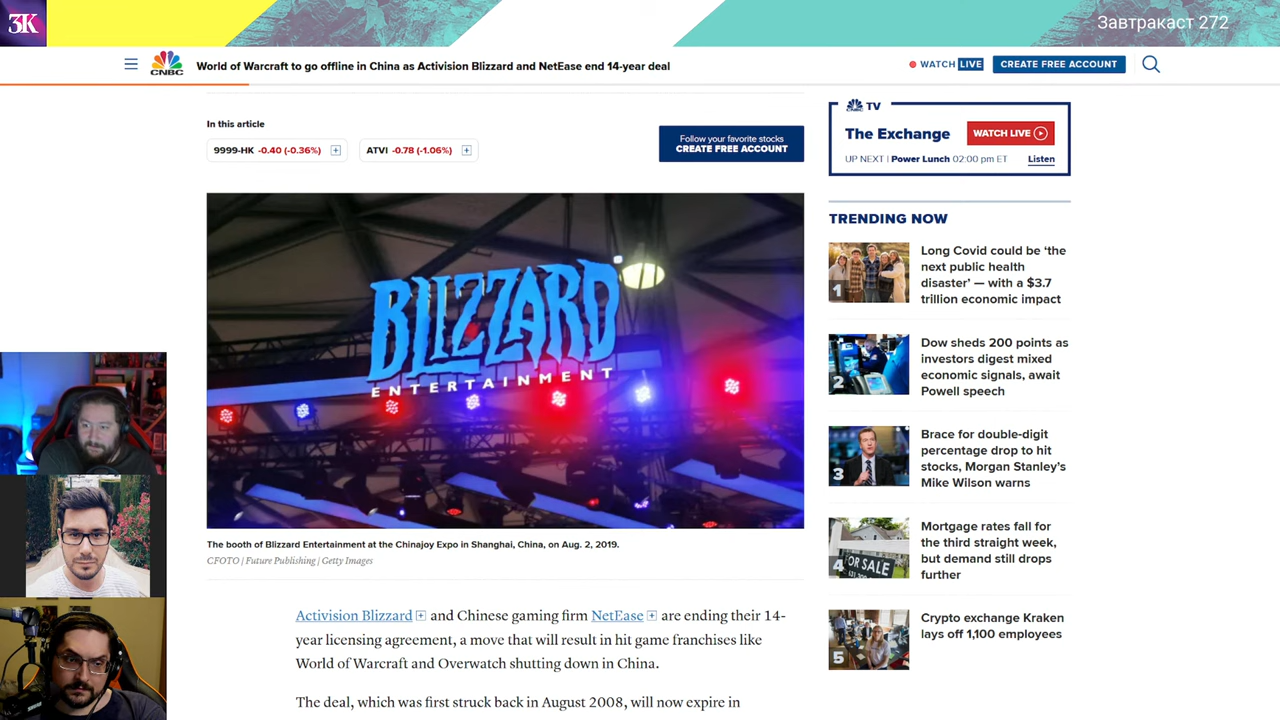 3K
Завтракаст 272
CNBC
World of Warcraft to go offline in China as Activision Blizzard and NetEase end 14-year deal
WATCH LIVE
CREATE FREE ACCOUNT
In this article
9999-HK -0.40 (-0.36%)
ATVI -0.78 (-1.06%)
Follow your favorite stocks
CREATE FREE ACCOUNT
BLIZZARD
ENTERTAINMENT
The booth of Blizzard Entertainment at the Chinajoy Expo in Shanghai, China, on Aug. 2, 2019.
CFOTO | Future Publishing | Getty Images
Activision Blizzard and Chinese gaming firm NetEase are ending their 14-
year licensing agreement, a move that will result in hit game franchises like
World of Warcraft and Overwatch shutting down in China.
The deal, which was first struck back in August 2008, will now expire in
TV
The Exchange
WATCH LIVE
UP NEXT | Power Lunch 02:00 pm ET
Listen
TRENDING NOW
1
Long Covid could be ‘the
next public health
disaster’ — with a $3.7
trillion economic impact
2
Dow sheds 200 points as
investors digest mixed
economic signals, await
Powell speech
3
Brace for double-digit
percentage drop to hit
stocks, Morgan Stanley’s
Mike Wilson warns
4
FOR SALE
Mortgage rates fall for
the third straight week,
but demand still drops
further
5
Crypto exchange Kraken
lays off 1,100 employees